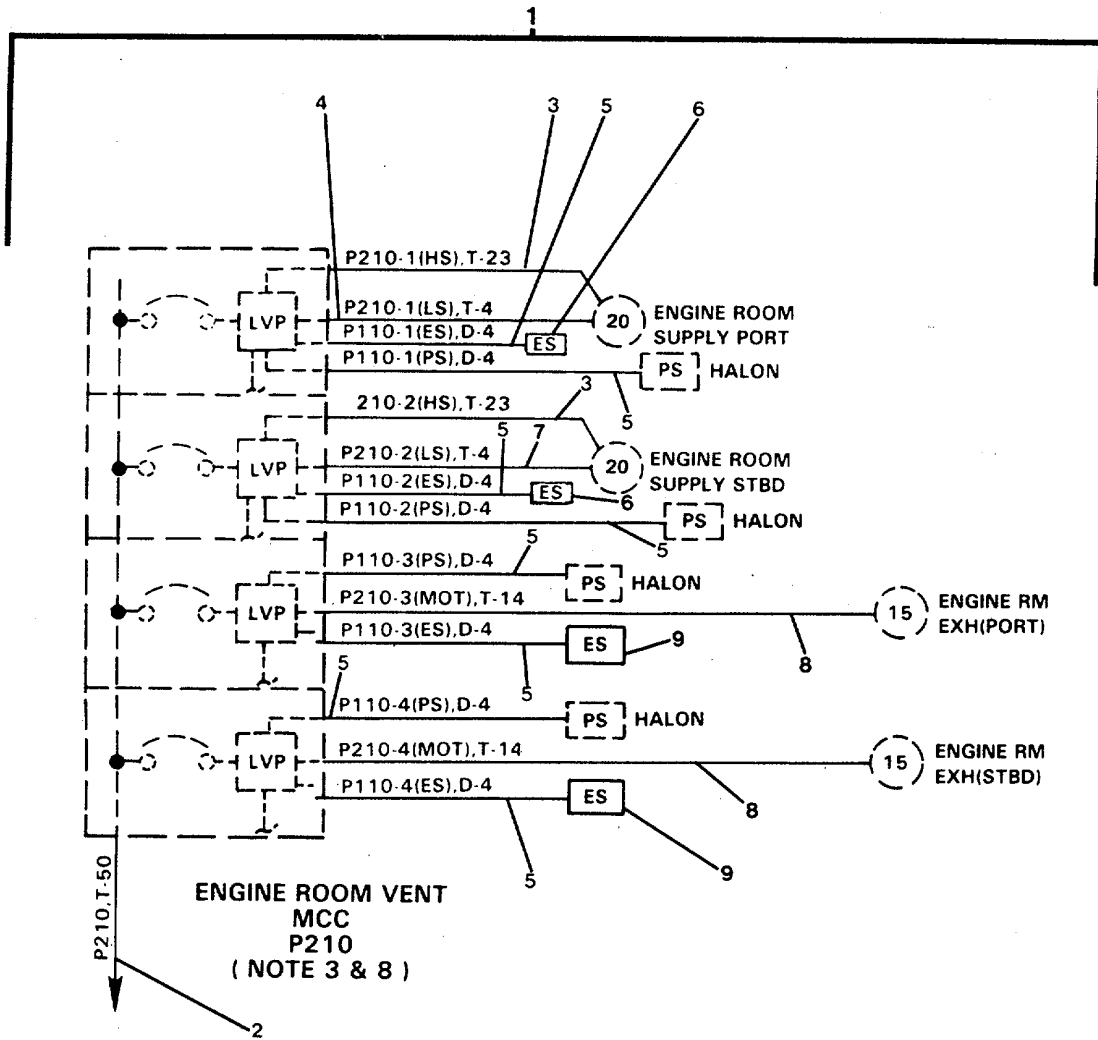 1
4
3
5
6
P210-1(HS),T-23
P210-1(LS),T-4
LVP
20
ENGINE ROOM
SUPPLY PORT
P110-1(ES),D-4
ES
P110-1(PS),D-4
PS
HALON
5
210-2(HS),T-23
3
5
7
P210-2(LS),T-4
LVP
20
ENGINE ROOM
SUPPLY STBD
P110-2(ES),D-4
ES
6
P110-2(PS),D-4
PS
HALON
5
5
P110-3(PS),D-4
PS
HALON
P210-3(MOT),T-14
LVP
15
ENGINE RM
EXH(PORT)
P110-3(ES),D-4
ES
9
8
5
5
P110-4(PS),D-4
PS
HALON
P210-4(MOT),T-14
LVP
15
ENGINE RM
EXH(STBD)
P110-4(ES),D-4
ES
8
9
5
P210,T-50
ENGINE ROOM VENT
MCC
P210
( NOTE 3 & 8 )
2